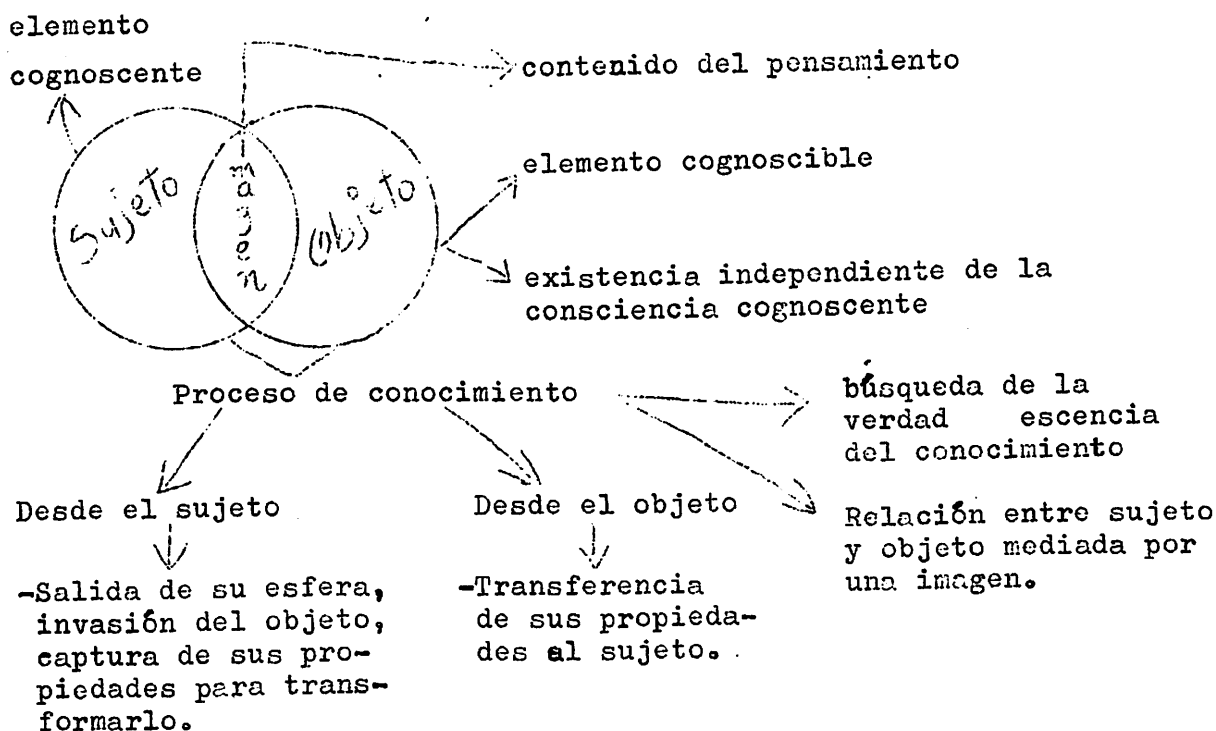 elemento
cognoscente
contenido del pensamiento
elemento cognoscible
Sujeto
imagen
Objeto
existencia independiente de la
consciencia cognoscente
Proceso de conocimiento
búsqueda de la
verdad escencia
del conocimiento
Desde el sujeto
Desde el objeto
Relación entre sujeto
y objeto mediada por
una imagen.
-Salida de su esfera,
invasión del objeto,
captura de sus pro-
piedades para trans-
formarlo.
-Transferencia
de sus propieda-
des al sujeto.